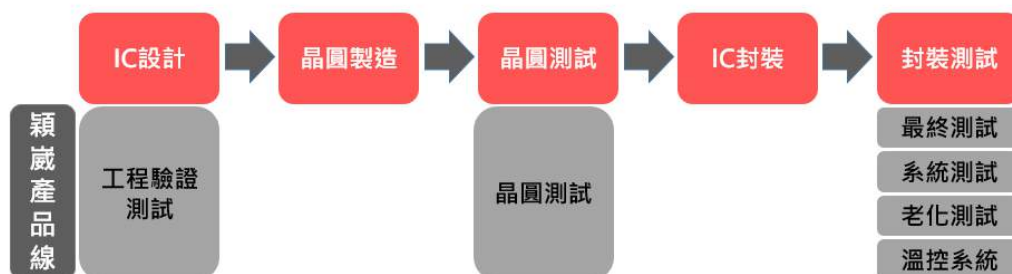 IC設計
晶圓製造
晶圓測試
IC封裝
封裝測試
穎崴產品線
工程驗證
測試
晶圓測試
最終測試
系統測試
老化測試
溫控系統